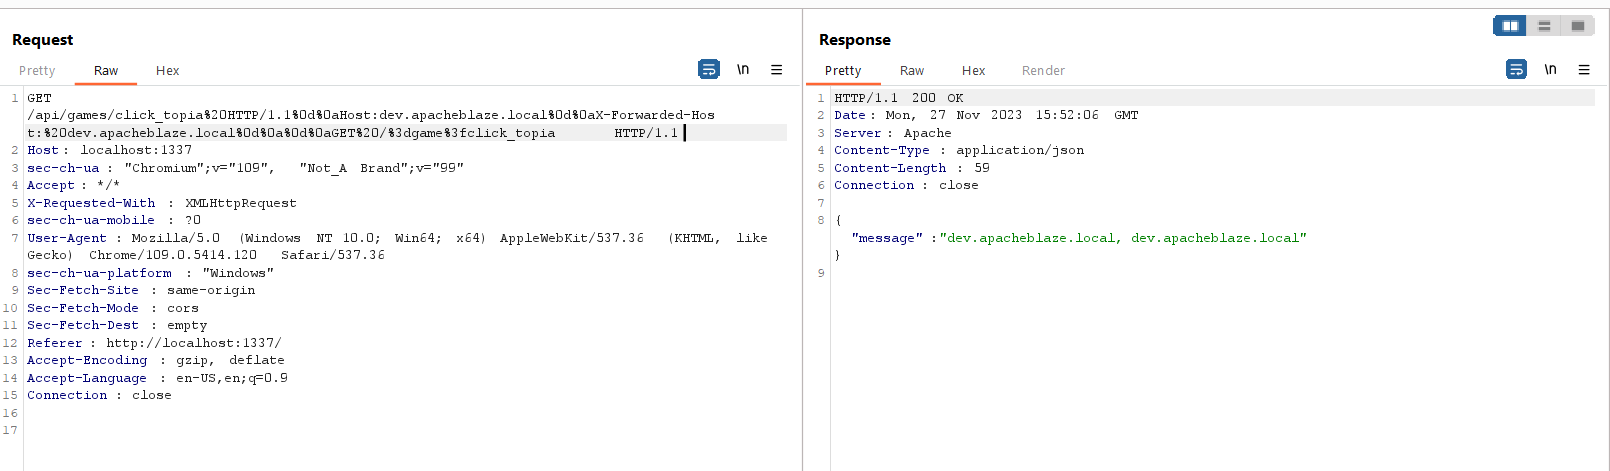 Request
Pretty Raw Hex \n
1 GET
/api/games/click_topia%20HTTP/1.1%0d%0aHost:dev.apacheblaze.local%0d%0aX-Forwarded-Hos
t:%20dev.apacheblaze.local%0d%0a%0d%0aGET%20/%3dgame%3fclick_topia HTTP/1.1
2 Host: localhost:1337
3 sec-ch-ua : "Chromium";v="109", "Not_A Brand";v="99"
4 Accept : */*
5 X-Requested-With : XMLHttpRequest
6 sec-ch-ua-mobile : ?0
7 User-Agent : Mozilla/5.0 (Windows NT 10.0; Win64; x64) AppleWebKit/537.36 (KHTML, like
Gecko) Chrome/109.0.5414.120 Safari/537.36
8 sec-ch-ua-platform : "Windows"
9 Sec-Fetch-Site : same-origin
10 Sec-Fetch-Mode : cors
11 Sec-Fetch-Dest : empty
12 Referer : http://localhost:1337/
13 Accept-Encoding : gzip, deflate
14 Accept-Language : en-US,en;q=0.9
15 Connection : close
16
17
Response
Pretty Raw Hex Render \n
1 HTTP/1.1 200 OK
2 Date : Mon, 27 Nov 2023 15:52:06 GMT
3 Server : Apache
4 Content-Type : application/json
5 Content-Length : 59
6 Connection : close
7
8 {
"message" :"dev.apacheblaze.local, dev.apacheblaze.local"
}
9